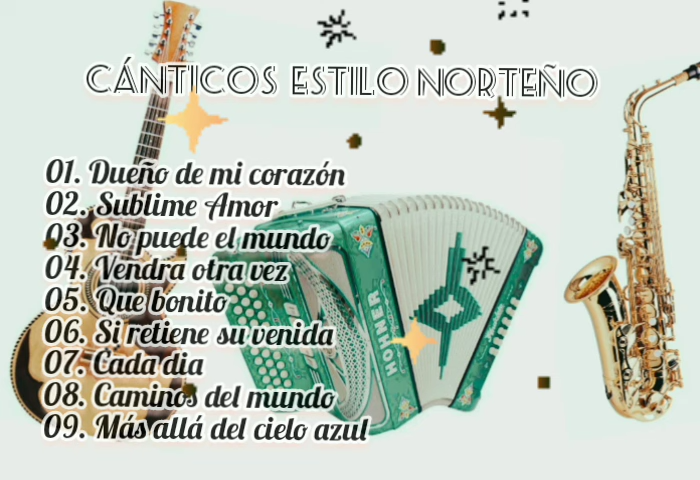 CÁNTICOS ESTILO NORTEÑO
01. Dueño de mi corazón
02. Sublime Amor
03. No puede el mundo
04. Vendra otra vez
05. Que bonito
06. Si retiene su venida
07. Cada dia
08. Caminos del mundo
09. Más allá del cielo azul
HOHNER